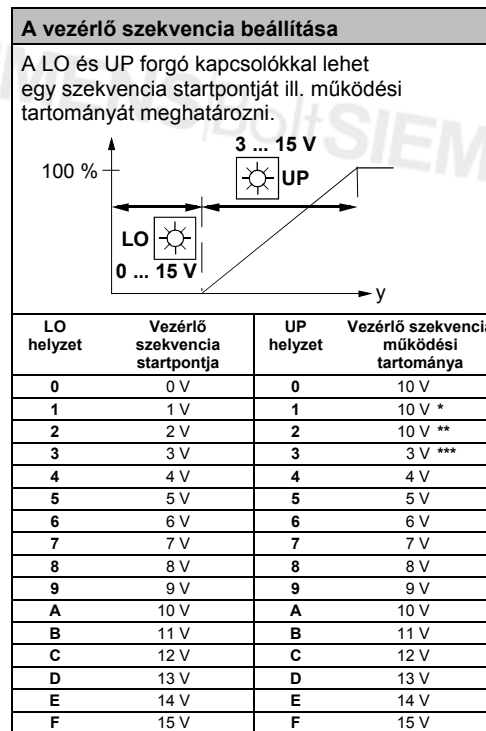 A vezérlő szekvencia beállítása
A LO és UP forgó kapcsolókkal lehet
egy szekvencia startpontját ill. működési
tartományát meghatározni.
3 ... 15 V
100 %
UP
LO
0 ... 15 V
y
LO helyzet Vezérlő szekvencia startpontja UP helyzet Vezérlő szekvencia működési tartománya
0 0 V 0 10 V
1 1 V 1 10 V *
2 2 V 2 10 V **
3 3 V 3 3 V ***
4 4 V 4 4 V
5 5 V 5 5 V
6 6 V 6 6 V
7 7 V 7 7 V
8 8 V 8 8 V
9 9 V 9 9 V
A 10 V A 10 V
B 11 V B 11 V
C 12 V C 12 V
D 13 V D 13 V
E 14 V E 14 V
F 15 V F 15 V